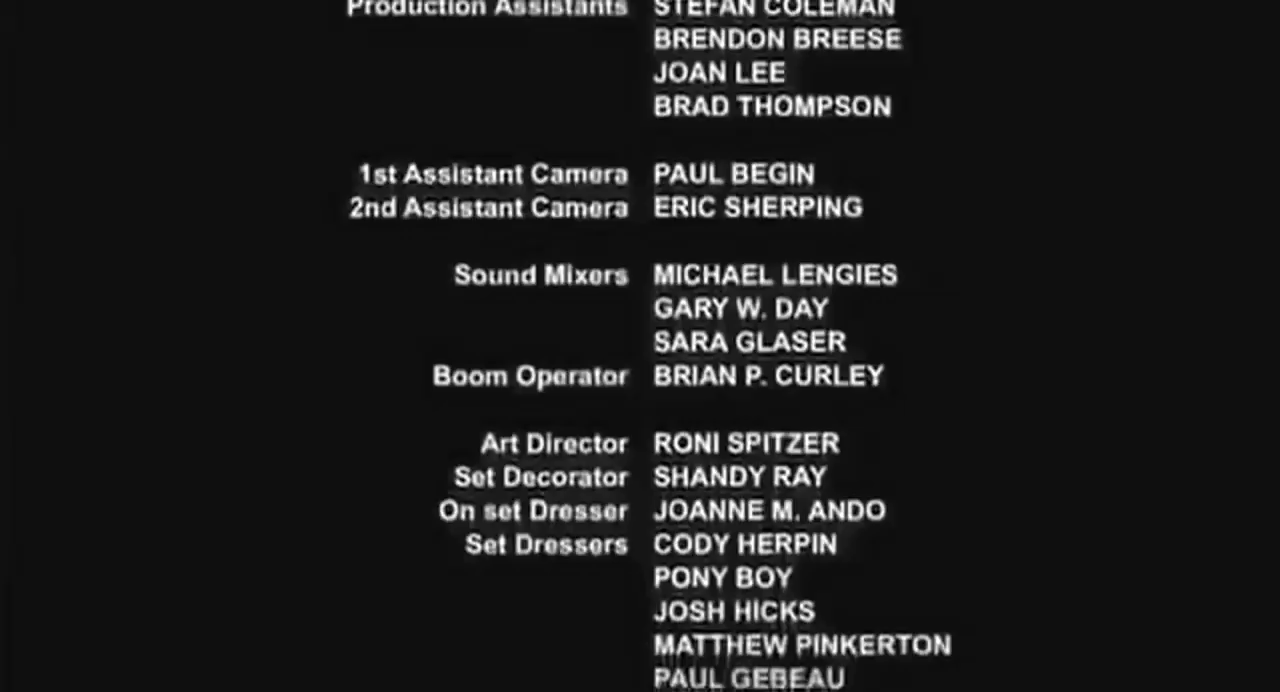 Production Assistants STEFAN COLEMAN
BRENDON BREESE
JOAN LEE
BRAD THOMPSON
1st Assistant Camera PAUL BEGIN
2nd Assistant Camera ERIC SHERPING
Sound Mixers MICHAEL LENGIES
GARY W. DAY
SARA GLASER
Boom Operator BRIAN P. CURLEY
Art Director RONI SPITZER
Set Decorator SHANDY RAY
On set Dresser JOANNE M. ANDO
Set Dressers CODY HERPIN
PONY BOY
JOSH HICKS
MATTHEW PINKERTON
PAUL GEBEAU